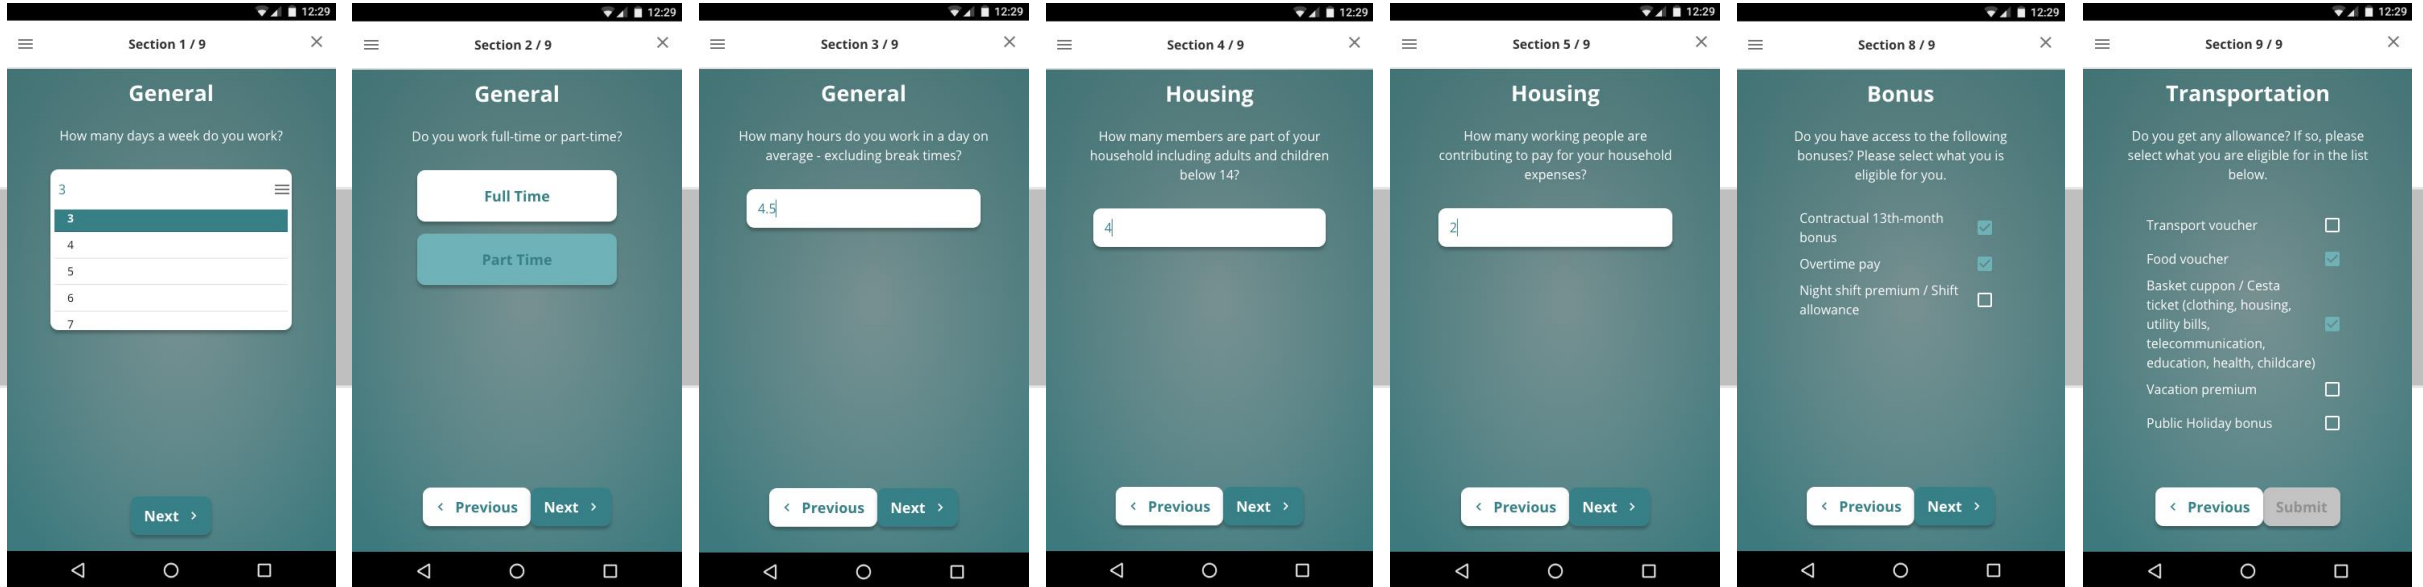 12:29
Section 1 / 9
General
How many days a week do you work?
3
3
4
5
6
7
Next
12:29
Section 2 / 9
General
Do you work full-time or part-time?
Full Time
Part Time
Previous
Next
12:29
Section 3 / 9
General
How many hours do you work in a day on
average - excluding break times?
4.5
Previous
Next
12:29
Section 4 / 9
Housing
How many members are part of your
household including adults and children
below 14?
4
Previous
Next
12:29
Section 5 / 9
Housing
How many working people are
contributing to pay for your household
expenses?
2
Previous
Next
12:29
Section 8 / 9
Bonus
Do you have access to the following
bonuses? Please select what you is
eligible for you.
Contractual 13th-month
bonus
Overtime pay
Night shift premium / Shift
allowance
Previous
Next
12:29
Section 9 / 9
Transportation
Do you get any allowance? If so, please
select what you are eligible for in the list
below.
Transport voucher
Food voucher
Basket cuppon / Cesta
ticket (clothing, housing,
utility bills,
telecommunication,
education, health, childcare)
Vacation premium
Public Holiday bonus
Previous
Submit